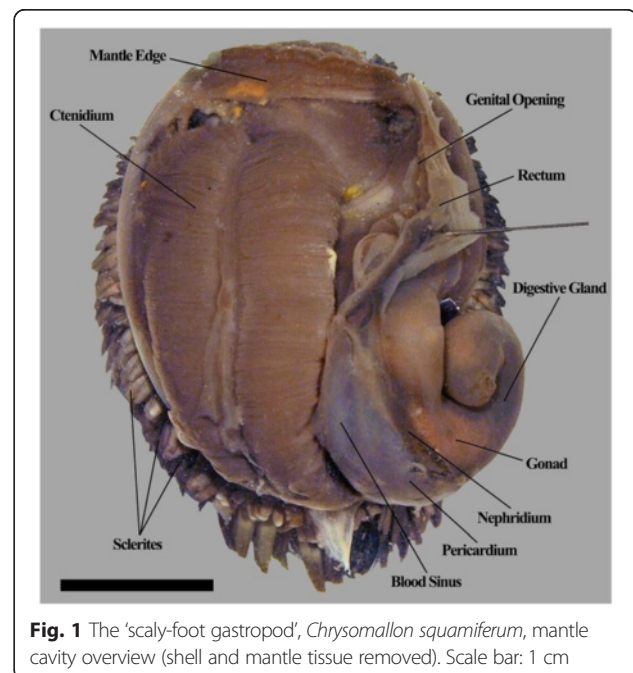 Mantle Edge
Genital Opening
Ctenidium
Rectum
Digestive Gland
Gonad
Nephridium
Sclerites
Pericardium
Blood Sinus
Fig. 1 The ‘scaly-foot gastropod’, Chrysomallon squamiferum, mantle
cavity overview (shell and mantle tissue removed). Scale bar: 1 cm